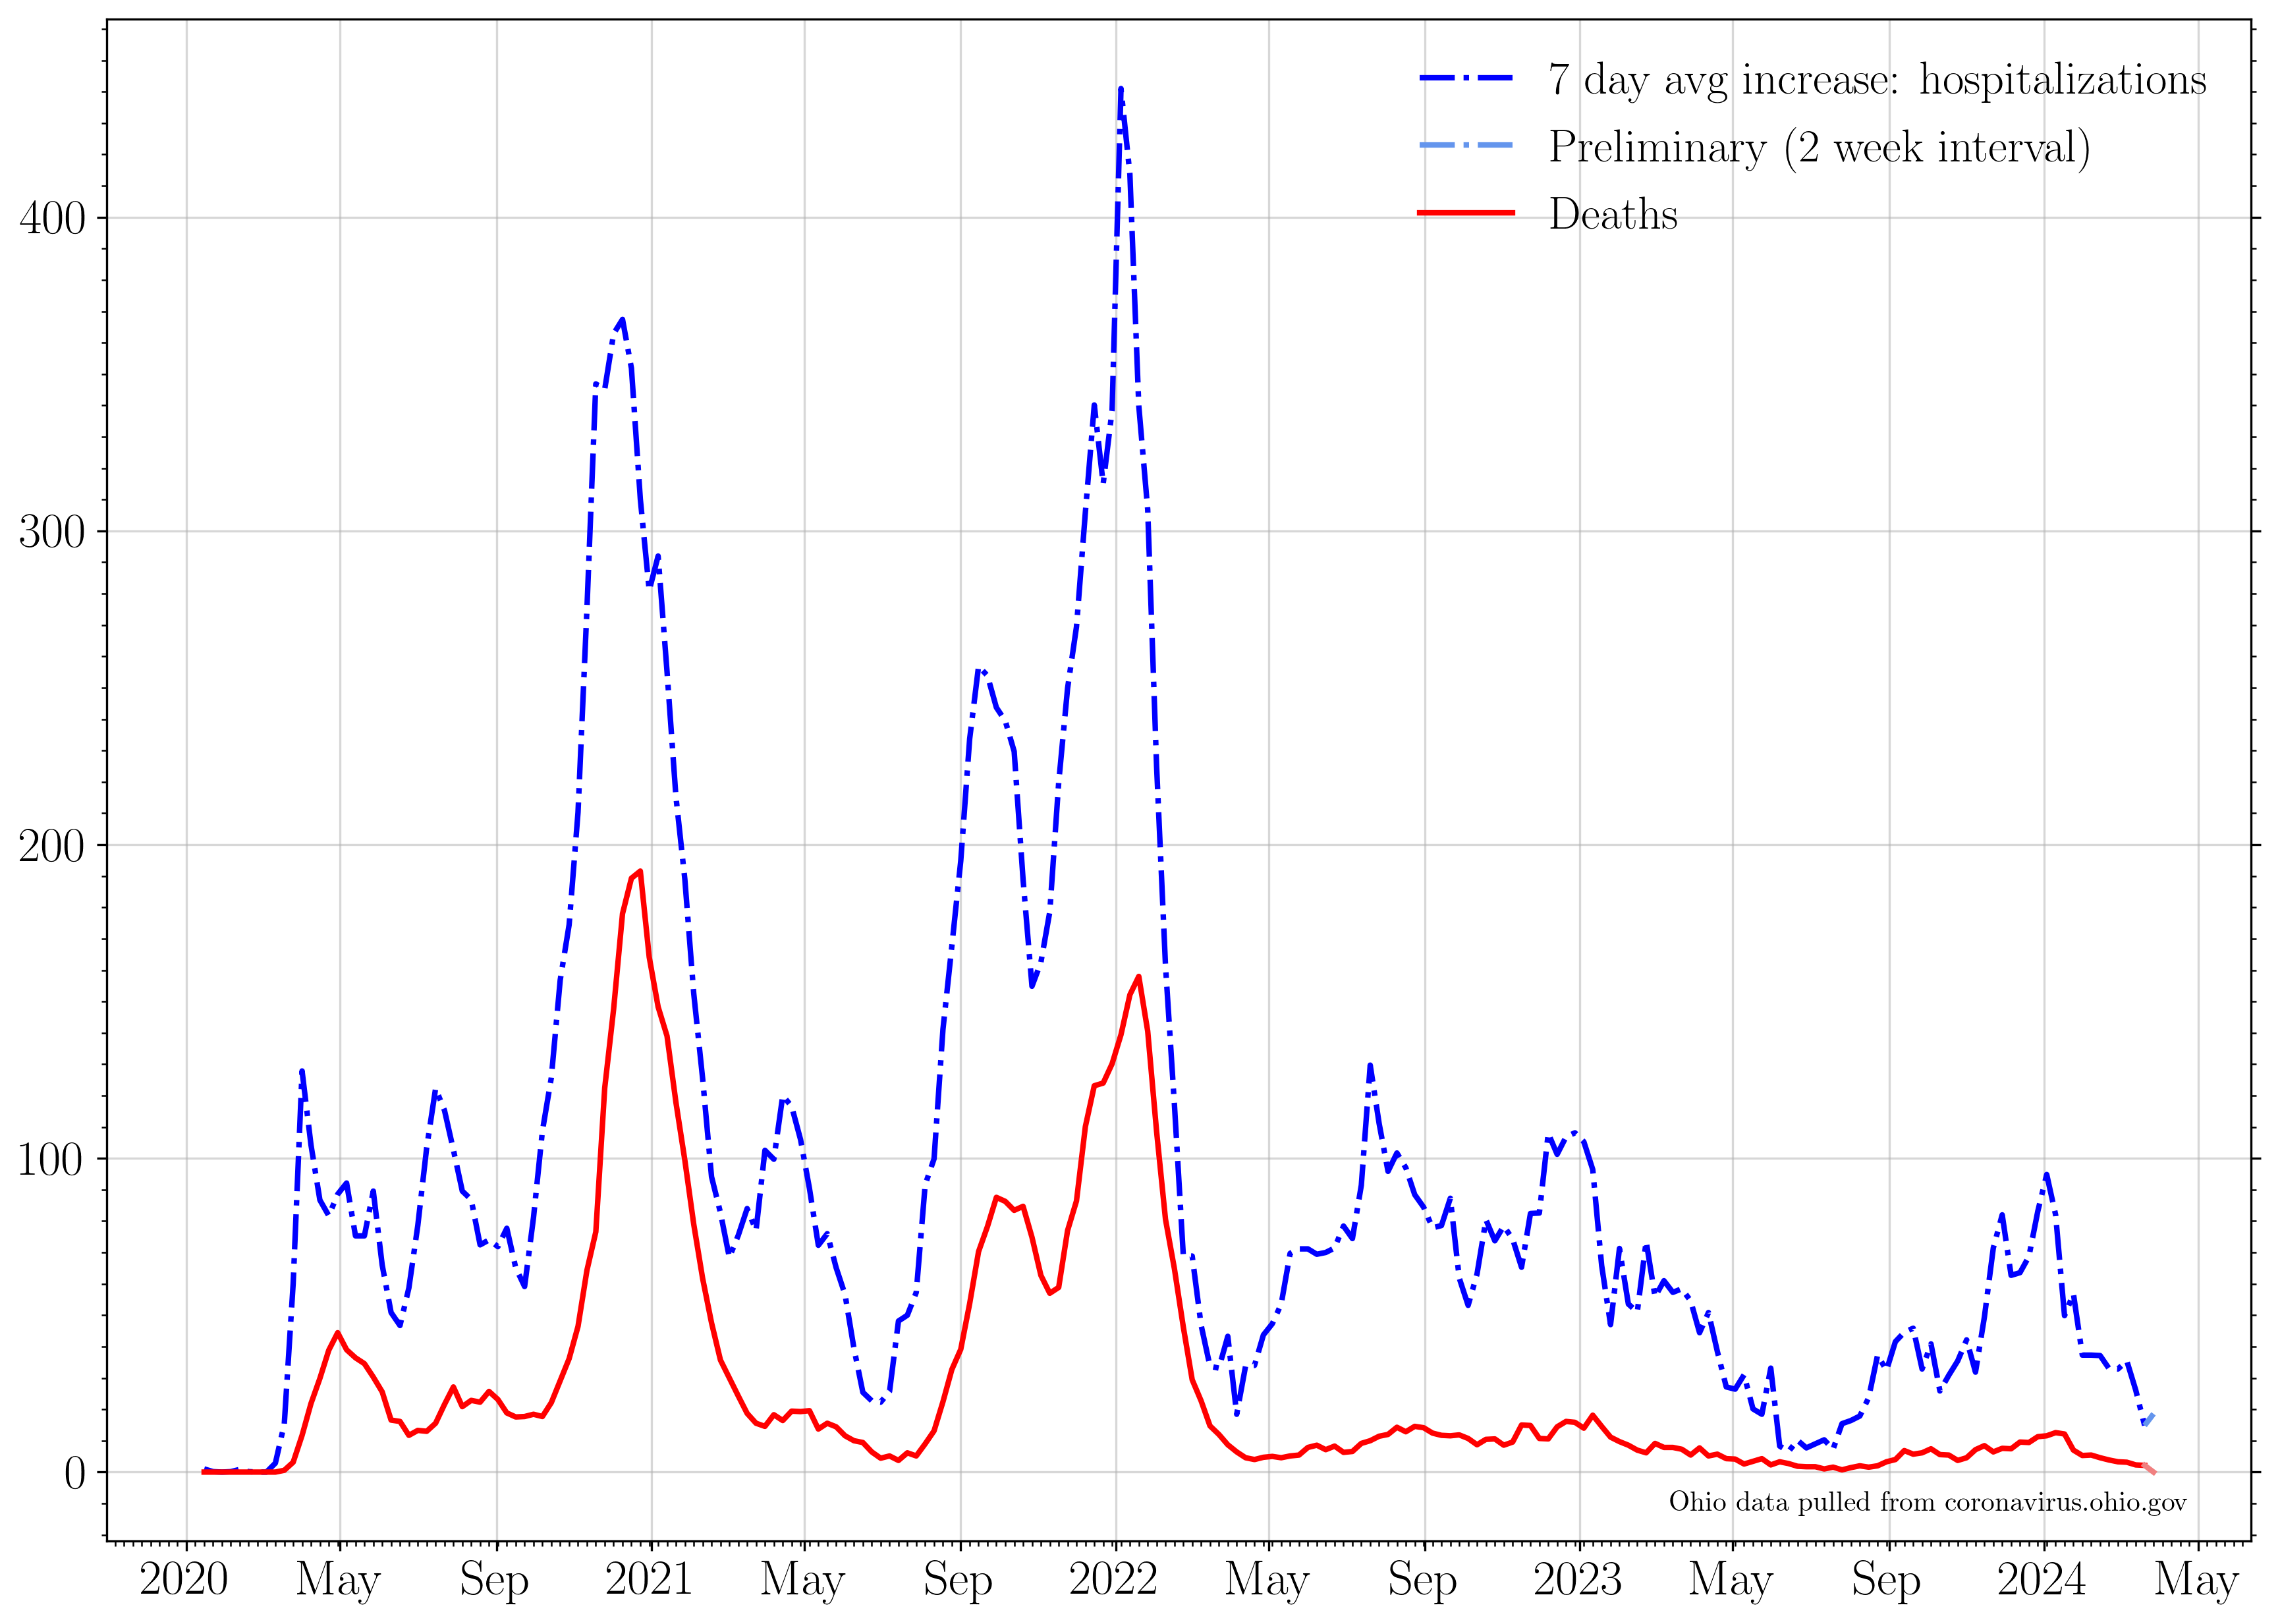 7 day avg increase: hospitalizations
Preliminary (2 week interval)
Deaths
400
300
200
100
0
Ohio data pulled from coronavirus.ohio.gov
2020 May Sep 2021 May Sep 2022 May Sep 2023 May Sep 2024 May